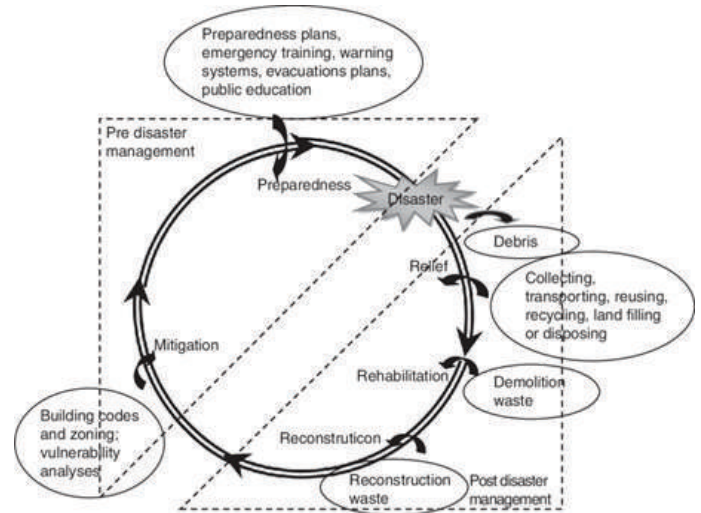 Preparedness plans,
emergency training, warning
systems, evacuations plans,
public education
Pre disaster
management
Preparedness
DIsaster
Debris
Relief
Collecting,
transporting, reusing,
recycling, land filling
or disposing
Mitigation
Rehabilitation
Demolition
waste
Building codes
and zoning;
vulnerability
analyses
Reconstruticon
Reconstruction
waste
Post disaster
management